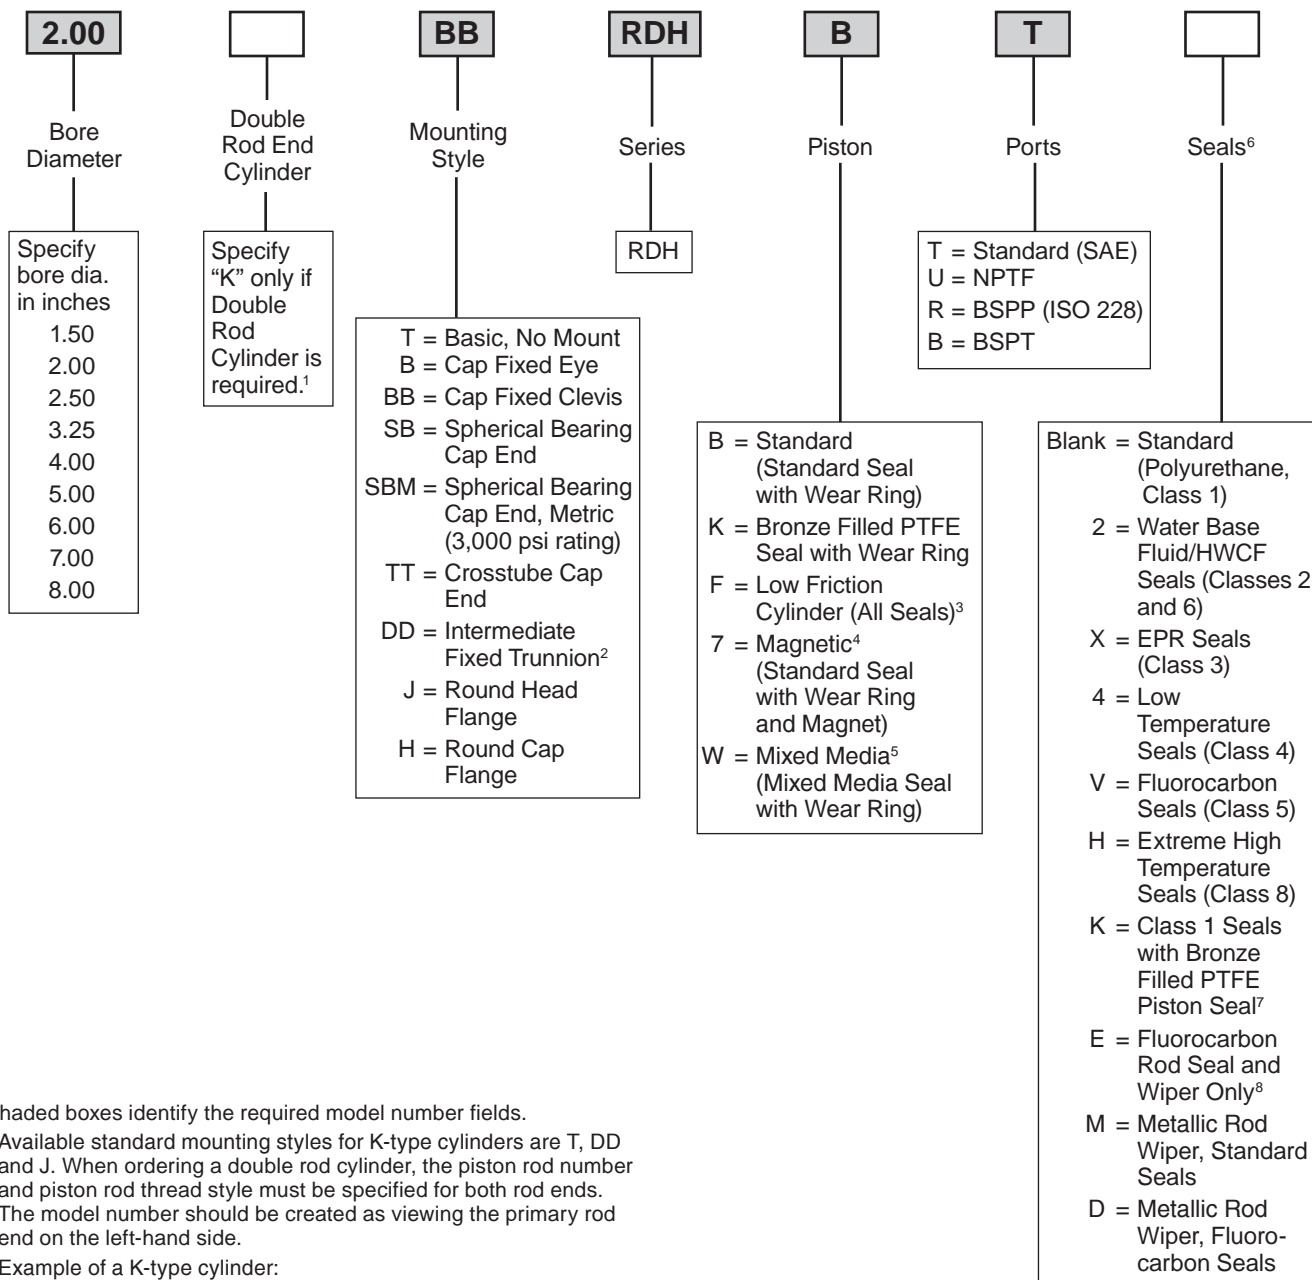 2.00
BB
RDH
B
T
Bore
Diameter
Double
Rod End
Cylinder
Mounting
Style
Series
Piston
Ports
Seals⁶
Specify
bore dia.
in inches
1.50
2.00
2.50
3.25
4.00
5.00
6.00
7.00
8.00
Specify
“K” only if
Double
Rod
Cylinder is
required.¹
T = Basic, No Mount
B = Cap Fixed Eye
BB = Cap Fixed Clevis
SB = Spherical Bearing
Cap End
SBM = Spherical Bearing
Cap End, Metric
(3,000 psi rating)
TT = Crosstube Cap
End
DD = Intermediate
Fixed Trunnion²
J = Round Head
Flange
H = Round Cap
Flange
RDH
B = Standard
(Standard Seal
with Wear Ring)
K = Bronze Filled PTFE
Seal with Wear Ring
F = Low Friction
Cylinder (All Seals)³
7 = Magnetic⁴
(Standard Seal
with Wear Ring
and Magnet)
W = Mixed Media⁵
(Mixed Media Seal
with Wear Ring)
T = Standard (SAE)
U = NPTF
R = BSPP (ISO 228)
B = BSPT
Blank = Standard
(Polyurethane,
Class 1)
2 = Water Base
Fluid/HWCF
Seals (Classes 2
and 6)
X = EPR Seals
(Class 3)
4 = Low
Temperature
Seals (Class 4)
V = Fluorocarbon
Seals (Class 5)
H = Extreme High
Temperature
Seals (Class 8)
K = Class 1 Seals
with Bronze
Filled PTFE
Piston Seal⁷
E = Fluorocarbon
Rod Seal and
Wiper Only⁸
M = Metallic Rod
Wiper, Standard
Seals
D = Metallic Rod
Wiper, Fluoro-
carbon Seals
haded boxes identify the required model number fields.
Available standard mounting styles for K-type cylinders are T, DD
and J. When ordering a double rod cylinder, the piston rod number
and piston rod thread style must be specified for both rod ends.
The model number should be created as viewing the primary rod
end on the left-hand side.
Example of a K-type cylinder: